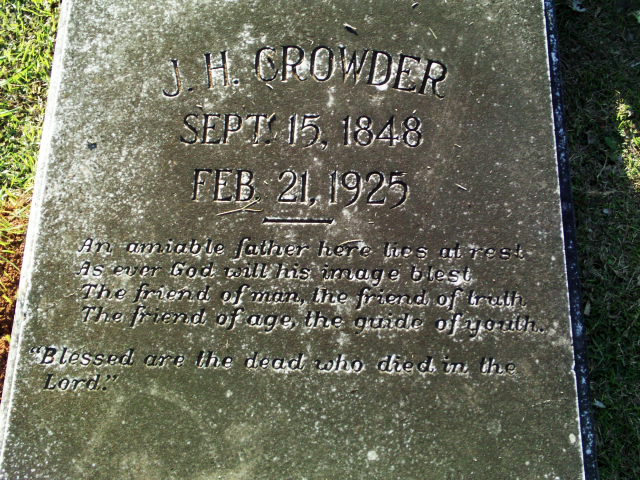 J. H. CROWDER
SEPT. 15, 1848
FEB. 21, 1925
An amiable father here lies at rest
As ever God will his image blest
The friend of man, the friend of truth
The friend of age, the guide of youth.
"Blessed are the dead who died in the
Lord."